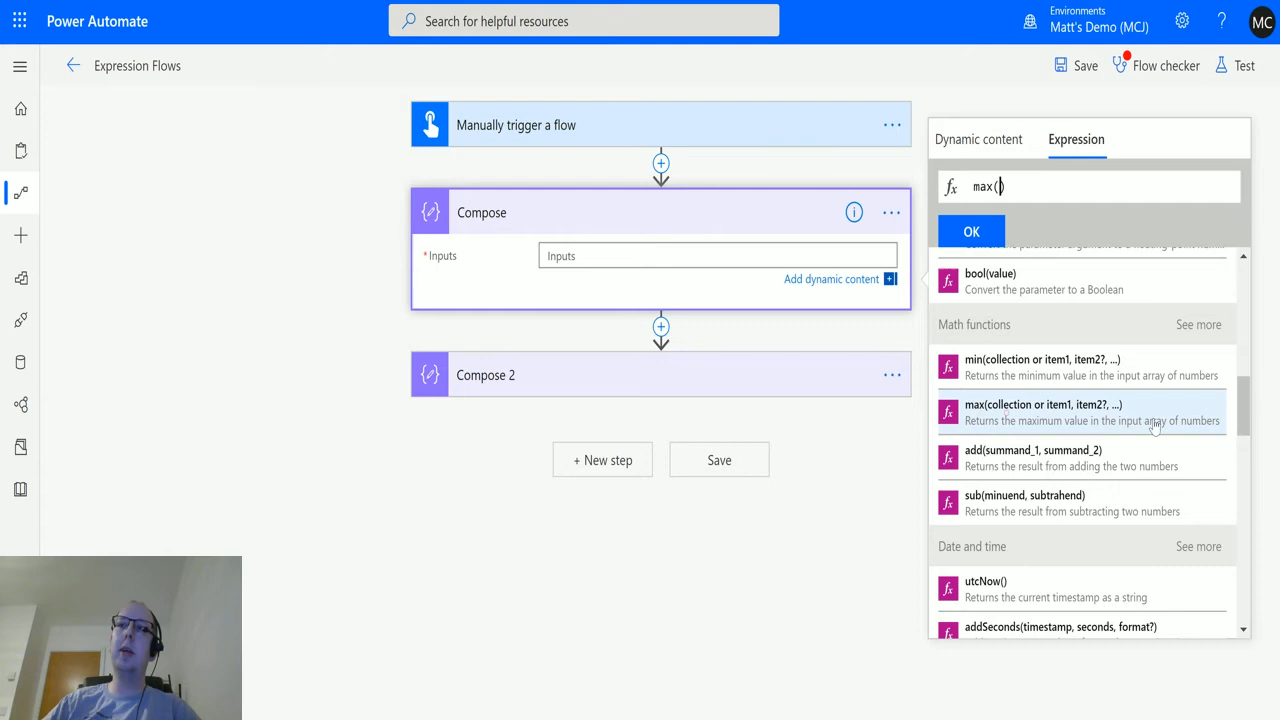 Power Automate
Search for helpful resources
Environments
Matt's Demo (MCJ)
?
MC
Expression Flows
Save
Flow checker
Test
Manually trigger a flow
...
Compose
i
...
* Inputs
Inputs
Add dynamic content
Compose 2
...
+ New step
Save
Dynamic content
Expression
fx max()
OK
bool(value)
Convert the parameter to a Boolean
Math functions
See more
min(collection or item1, item2?, ...)
Returns the minimum value in the input array of numbers
max(collection or item1, item2?, ...)
Returns the maximum value in the input array of numbers
add(summand_1, summand_2)
Returns the result from adding the two numbers
sub(minuend, subtrahend)
Returns the result from subtracting two numbers
Date and time
See more
utcNow()
Returns the current timestamp as a string
addSeconds(timestamp, seconds, format?)